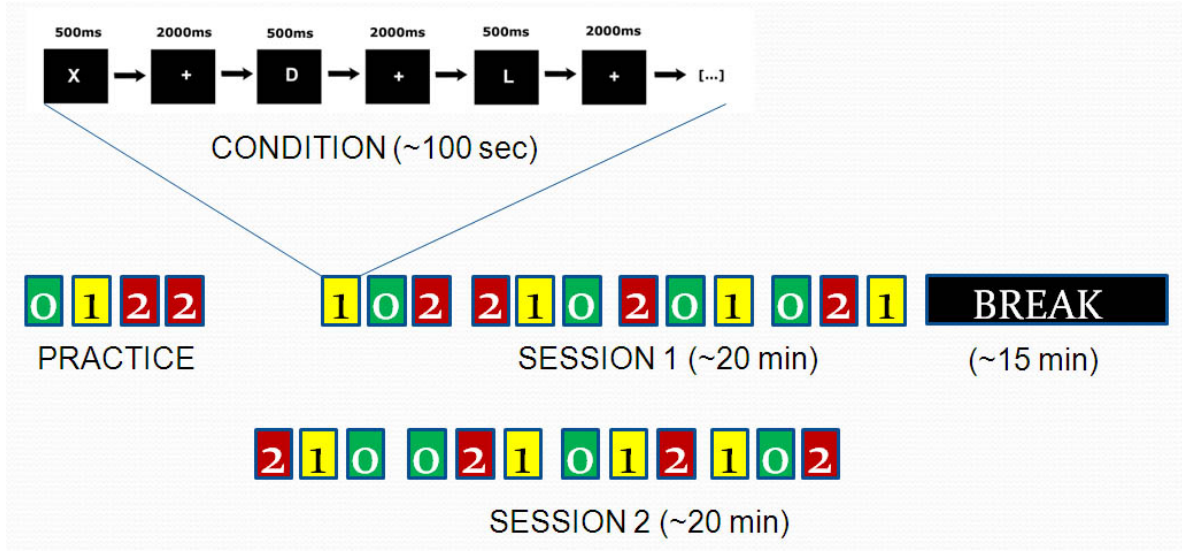 500ms 2000ms 500ms 2000ms 500ms 2000ms
X + D + L + [...]
CONDITION (~100 sec)
0 1 2 2 1 0 2 2 1 0 2 0 1 0 2 1 BREAK
PRACTICE SESSION 1 (~20 min) (~15 min)
2 1 0 0 2 1 0 1 2 1 0 2
SESSION 2 (~20 min)